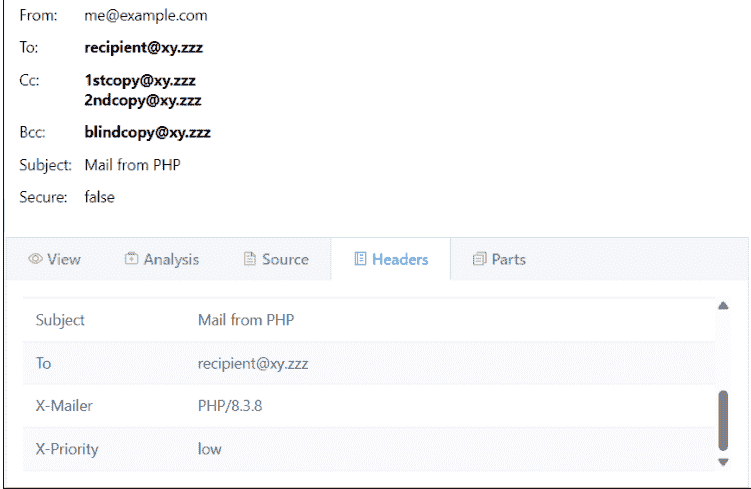 From: me@example.com
To: recipient@xy.zzz
Cc: 1stcopy@xy.zzz
2ndcopy@xy.zzz
Bcc: blindcopy@xy.zzz
Subject: Mail from PHP
Secure: false
View Analysis Source Headers Parts
Subject Mail from PHP
To recipient@xy.zzz
X-Mailer PHP/8.3.8
X-Priority low